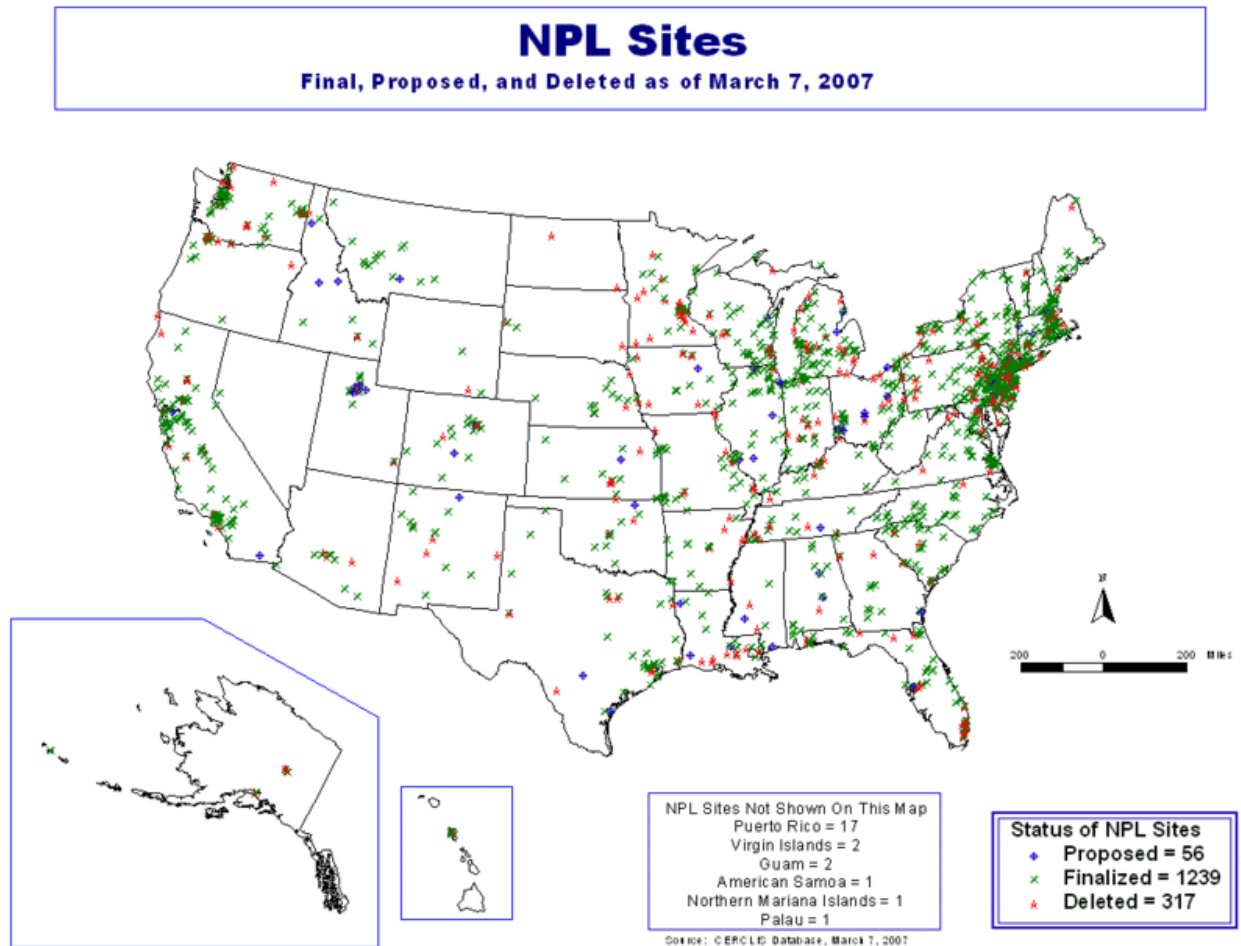 NPL Sites
Final, Proposed, and Deleted as of March 7, 2007
200 0 200 Miles
NPL Sites Not Shown On This Map
Puerto Rico = 17
Virgin Islands = 2
Guam = 2
American Samoa = 1
Northern Mariana Islands = 1
Palau = 1
Source: CERCLIS Database, March 7, 2007
Status of NPL Sites
Proposed = 56
Finalized = 1239
Deleted = 317